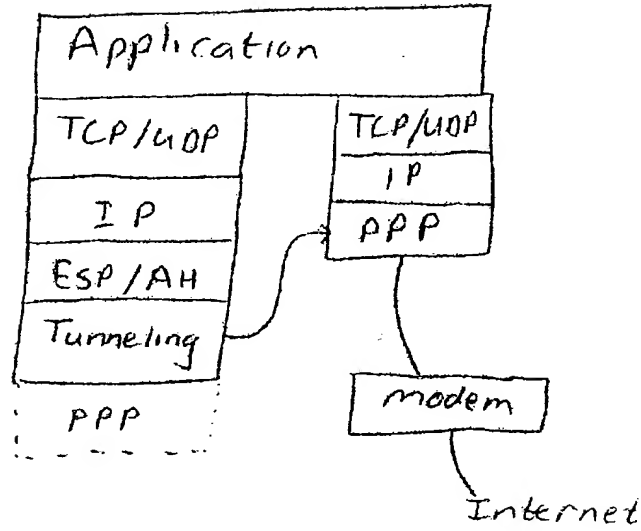 Application
TCP/UDP
IP
ESP/AH
Tunneling
PPP
TCP/UDP
IP
PPP
modem
Internet